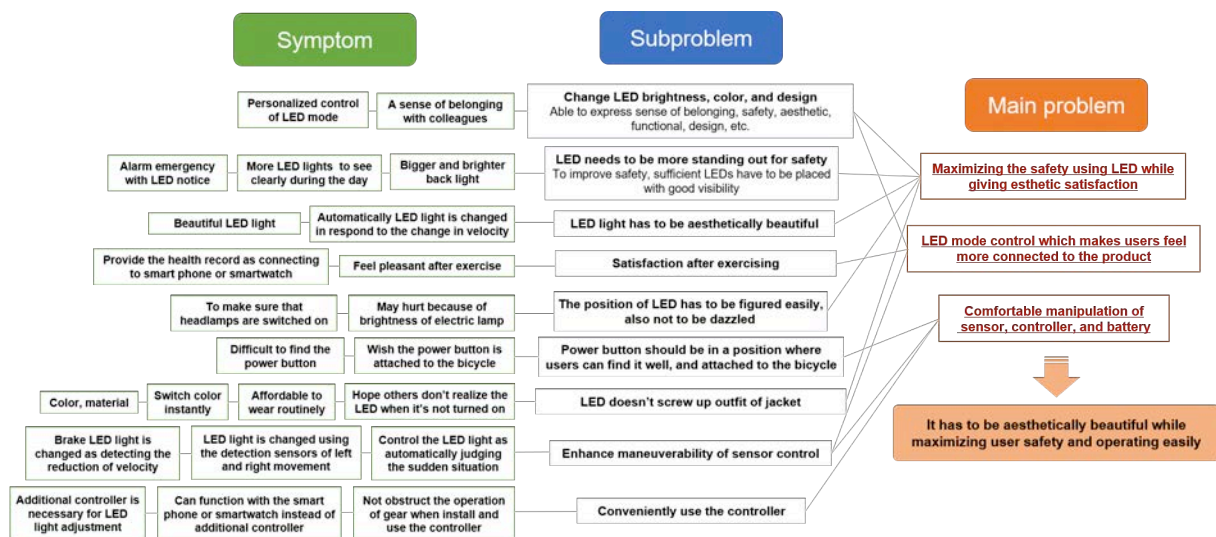 Symptom
Subproblem
Main problem
Personalized control
of LED mode
A sense of belonging
with colleagues
Change LED brightness, color, and design
Able to express sense of belonging, safety, aesthetic,
functional, design, etc.
Alarm emergency
with LED notice
More LED lights to see
clearly during the day
Bigger and brighter
back light
LED needs to be more standing out for safety
To improve safety, sufficient LEDs have to be placed
with good visibility
Maximizing the safety using LED while
giving esthetic satisfaction
Beautiful LED light
Automatically LED light is changed
in respond to the change in velocity
LED light has to be aesthetically beautiful
LED mode control which makes users feel
more connected to the product
Provide the health record as connecting
to smart phone or smartwatch
Feel pleasant after exercise
Satisfaction after exercising
To make sure that
headlamps are switched on
May hurt because of
brightness of electric lamp
The position of LED has to be figured easily,
also not to be dazzled
Comfortable manipulation of
sensor, controller, and battery
Difficult to find the
power button
Wish the power button is
attached to the bicycle
Power button should be in a position where
users can find it well, and attached to the bicycle
Color, material
Switch color
instantly
Affordable to
wear routinely
Hope others don't realize the
LED when it's not turned on
LED doesn't screw up outfit of jacket
It has to be aesthetically beautiful while
maximizing user safety and operating easily
Brake LED light is
changed as detecting the
reduction of velocity
LED light is changed using
the detection sensors of left
and right movement
Control the LED light as
automatically judging
the sudden situation
Enhance maneuverability of sensor control
Additional controller is
necessary for LED
light adjustment
Can function with the smart
phone or smartwatch instead of
additional controller
Not obstruct the operation
of gear when install and
use the controller
Conveniently use the controller